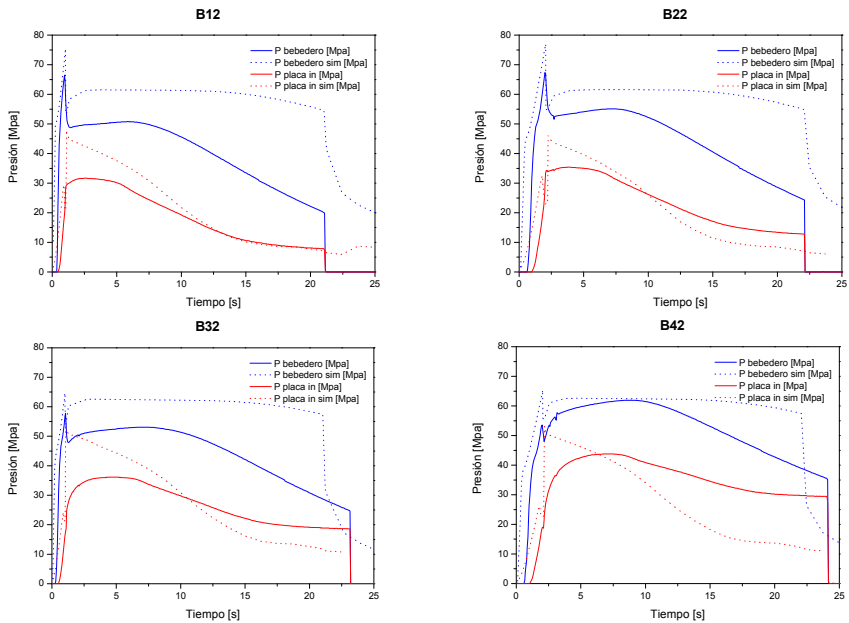 B12
80
70
60
50
40
30
20
10
0
Presión [Mpa]
P bebedero [Mpa]
P bebedero sim [Mpa]
P placa in [Mpa]
P placa in sim [Mpa]
0 5 10 15 20 25
Tiempo [s]
B22
80
70
60
50
40
30
20
10
0
Presión [Mpa]
P bebedero [Mpa]
P bebedero sim [Mpa]
P placa in [Mpa]
P placa in sim [Mpa]
0 5 10 15 20 25
Tiempo [s]
B32
80
70
60
50
40
30
20
10
0
Presión [Mpa]
P bebedero [Mpa]
P bebedero sim [Mpa]
P placa in [Mpa]
P placa in sim [Mpa]
0 5 10 15 20 25
Tiempo [s]
B42
80
70
60
50
40
30
20
10
0
Presión [Mpa]
P bebedero [Mpa]
P bebedero sim [Mpa]
P placa in [Mpa]
P placa in sim [Mpa]
0 5 10 15 20 25
Tiempo [s]